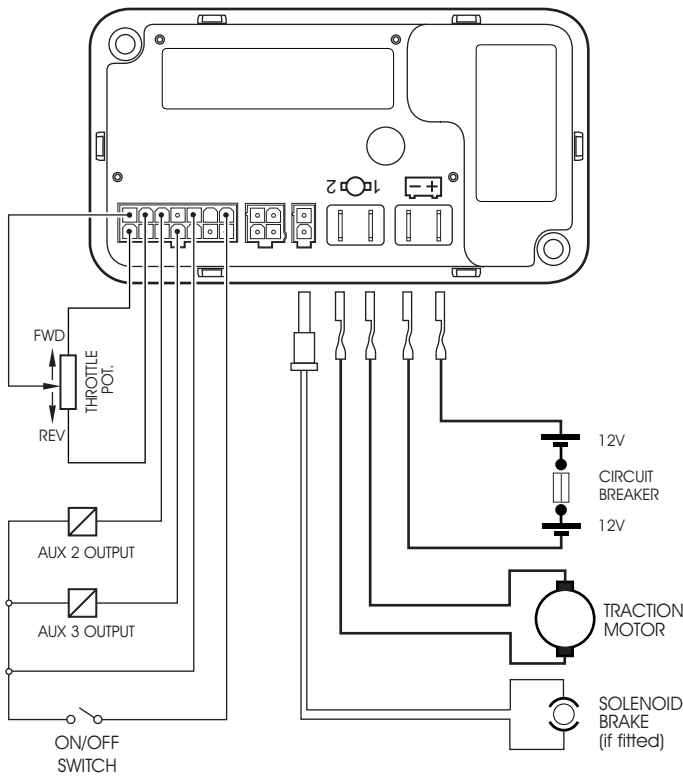 2 1
- +
FWD
THROTTLE
POT.
REV
12V
CIRCUIT
BREAKER
12V
AUX 2 OUTPUT
AUX 3 OUTPUT
TRACTION
MOTOR
SOLENOID
BRAKE
(if fitted)
ON/OFF
SWITCH